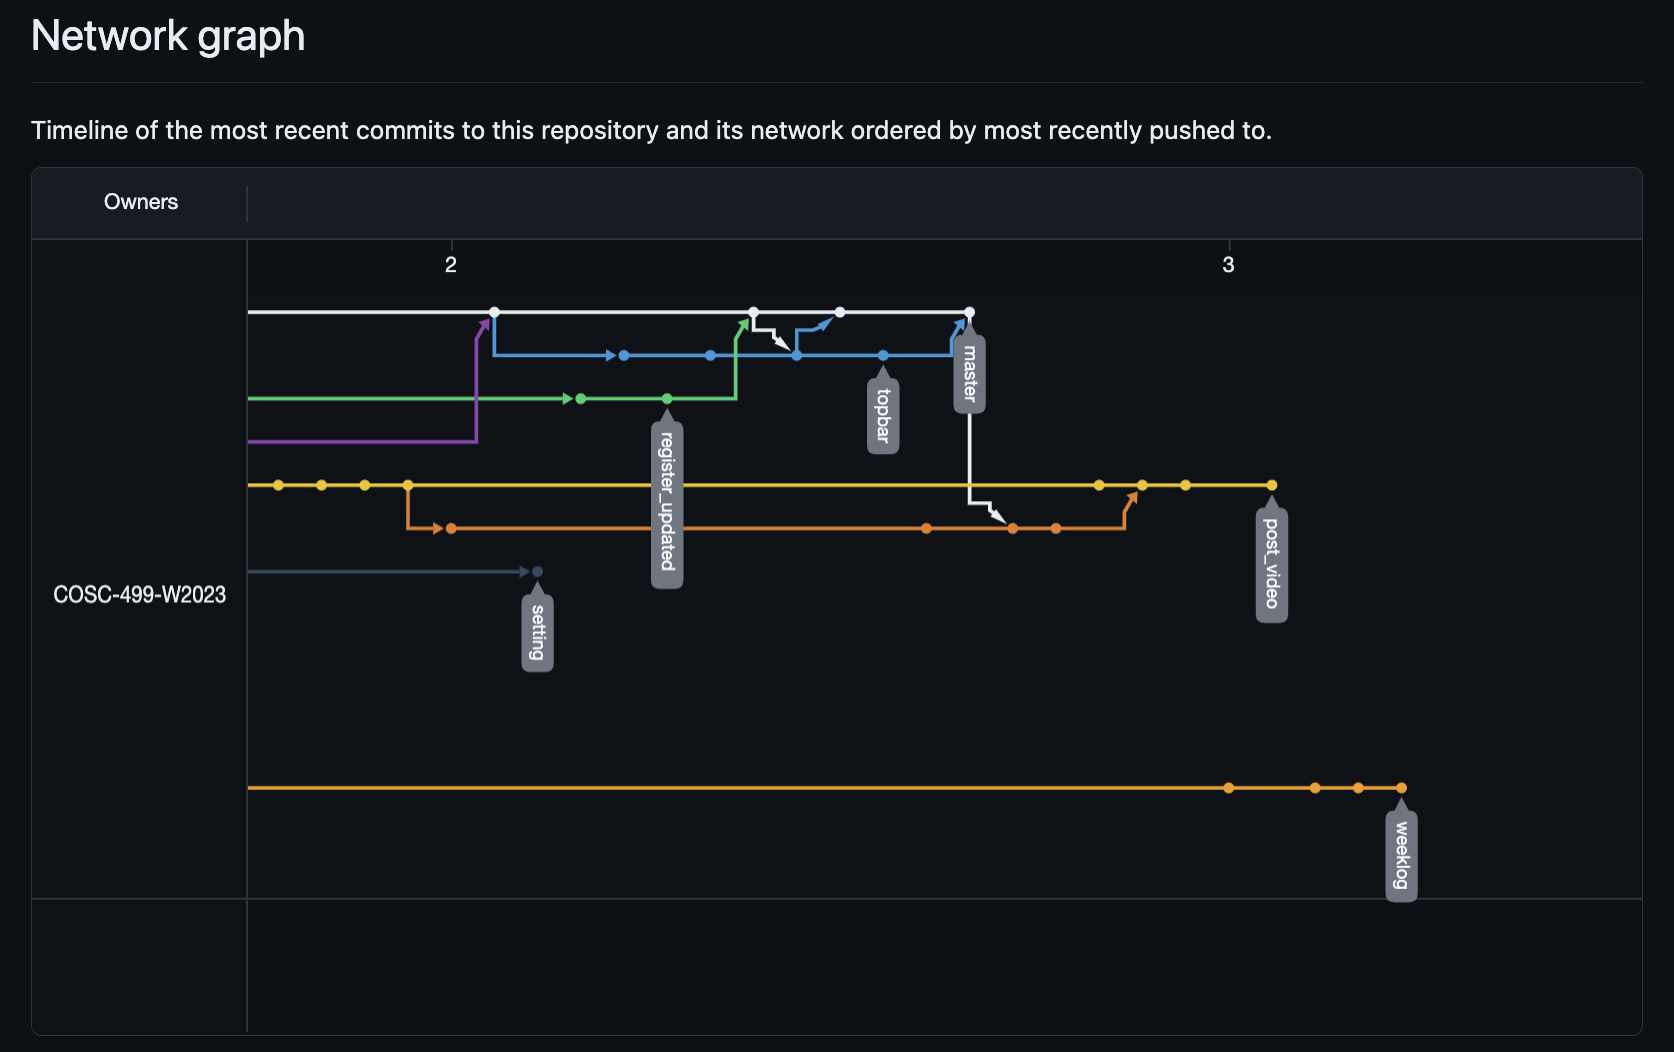 Network graph
Timeline of the most recent commits to this repository and its network ordered by most recently pushed to.
Owners
2
3
master
topbar
register_updated
post_video
COSC-499-W2023
setting
weeklog